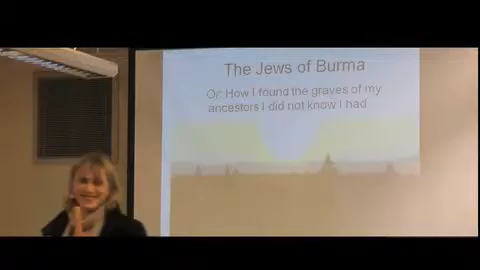 The Jews of Burma
Or: How I found the graves of my
ancestors I did not know I had